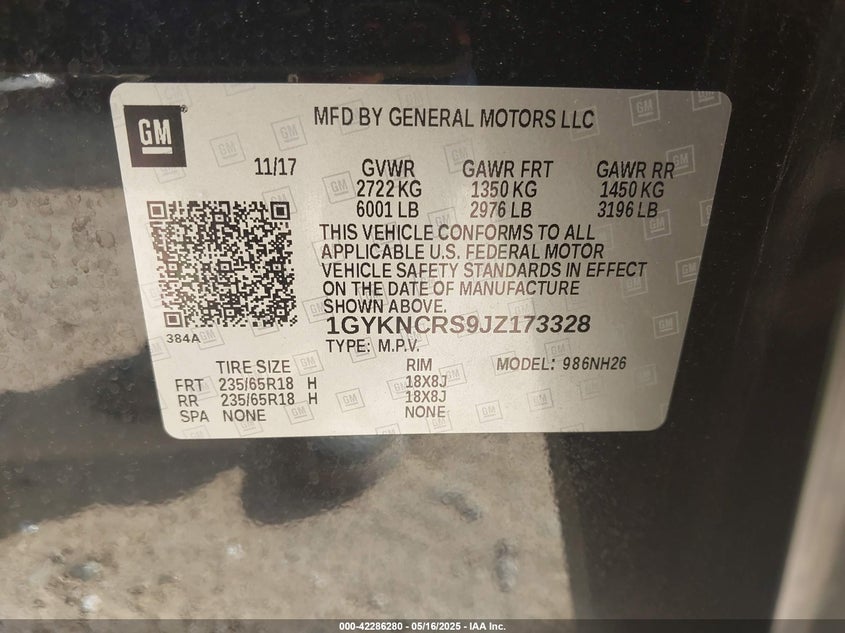 GM
MFD BY GENERAL MOTORS LLC
11/17 GVWR GAWR FRT GAWR RR
2722 KG 1350 KG 1450 KG
6001 LB 2976 LB 3196 LB
THIS VEHICLE CONFORMS TO ALL
APPLICABLE U.S. FEDERAL MOTOR
VEHICLE SAFETY STANDARDS IN EFFECT
ON THE DATE OF MANUFACTURE
SHOWN ABOVE.
384A
1GYKNCRS9JZ173328
TYPE: M.P.V. MODEL: 986NH26
TIRE SIZE RIM
FRT 235/65R18 H 18X8J
RR 235/65R18 H 18X8J
SPA NONE NONE
000-42286280 - 05/16/2025 - IAA Inc.